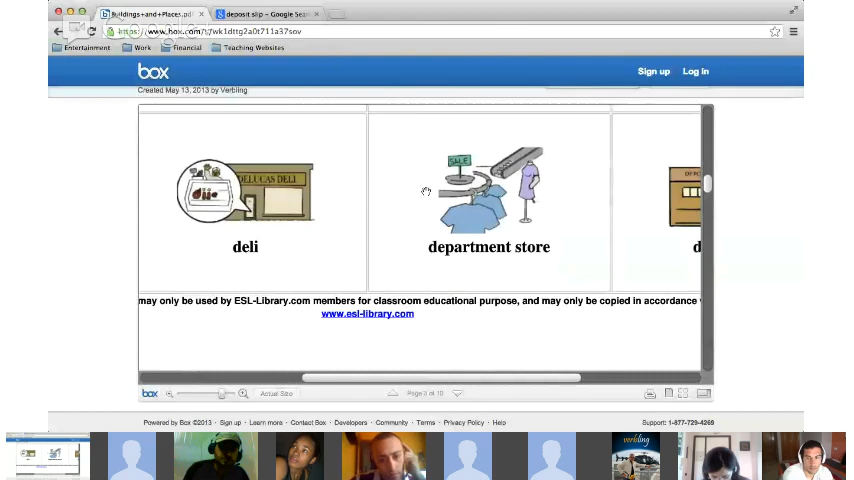 Buildings+and+Places.pdf
deposit slip - Google Sear
https://www.box.com/s/wk1dttg2a0t711a37sov
Entertainment Work Financial Teaching Websites
box Sign up Log in
Created May 13, 2013 by Verbling
DELUCAS DELI
SALE
deli department store d
may only be used by ESL-Library.com members for classroom educational purpose, and may only be copied in accordance
www.esl-library.com
box Actual Size Page 3 of 10
Powered by Box ©2013 · Sign up · Learn more · Contact Box · Developers · Community · Terms · Privacy Policy · Help Support: 1-877-729-4269
verbling